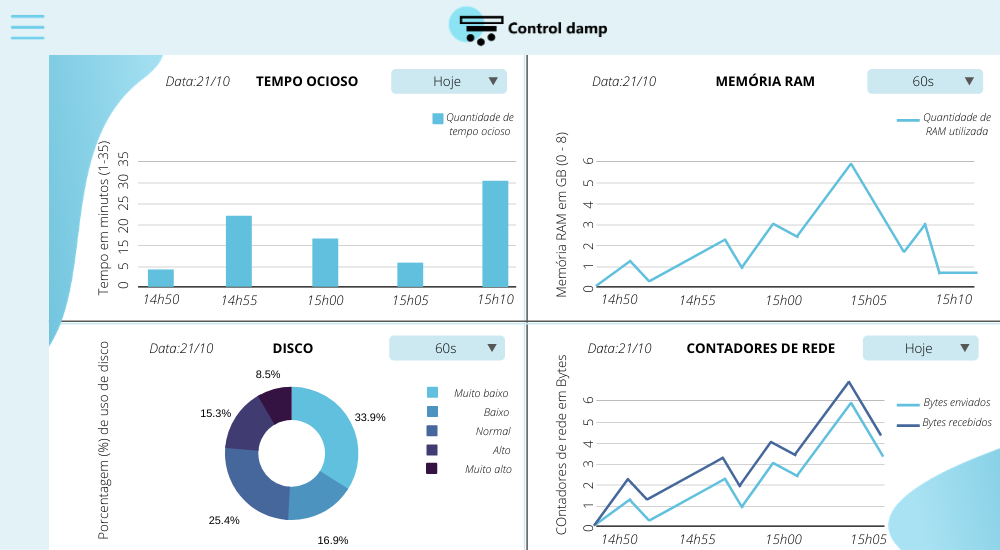 Control damp
Data:21/10 TEMPO OCIOSO Hoje
Quantidade de
tempo ocioso
Tempo em minutos (1-35)
35
30
25
20
15
5
0
14h50 14h55 15h00 15h05 15h10
Data:21/10 MEMÓRIA RAM 60s
Quantidade de
RAM utilizada
Memória RAM em GB (0 - 8)
6
5
4
3
2
1
0
14h50 14h55 15h00 15h05 15h10
Data:21/10 DISCO 60s
Porcentagem (%) de uso de disco
8.5%
15.3%
33.9%
25.4%
16.9%
Muito baixo
Baixo
Normal
Alto
Muito alto
Data:21/10 CONTADORES DE REDE Hoje
Bytes enviados
Bytes recebidos
COntadores de rede em Bytes
6
5
4
3
2
1
0
14h50 14h55 15h00 15h05